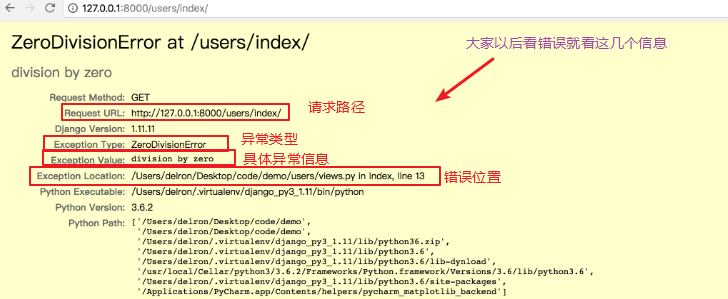 127.0.0.1:8000/users/index/
ZeroDivisionError at /users/index/
大家以后看错误就看这几个信息
division by zero
Request Method: GET
Request URL: http://127.0.0.1:8000/users/index/ 请求路径
Django Version: 1.11.11
Exception Type: ZeroDivisionError 异常类型
Exception Value: division by zero 具体异常信息
Exception Location: /Users/delron/Desktop/code/demo/users/views.py in index, line 13 错误位置
Python Executable: /Users/delron/.virtualenv/django_py3_1.11/bin/python
Python Version: 3.6.2
Python Path: ['/Users/delron/Desktop/code/demo',
'/Users/delron/Desktop/code/demo',
'/Users/delron/.virtualenv/django_py3_1.11/lib/python36.zip',
'/Users/delron/.virtualenv/django_py3_1.11/lib/python3.6',
'/Users/delron/.virtualenv/django_py3_1.11/lib/python3.6/lib-dynload',
'/usr/local/Cellar/python3/3.6.2/Frameworks/Python.framework/Versions/3.6/lib/python3.6',
'/Users/delron/.virtualenv/django_py3_1.11/lib/python3.6/site-packages',
'/Applications/PyCharm.app/Contents/helpers/pycharm_matplotlib_backend']